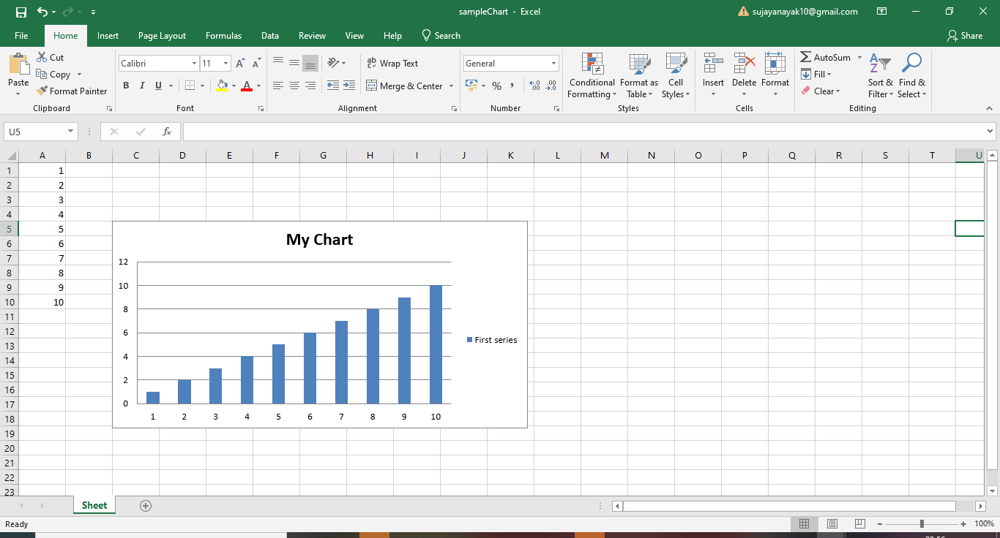 sampleChart - Excel
sujayanayak10@gmail.com
File Home Insert Page Layout Formulas Data Review View Help Search Share
Paste
Cut
Copy
Format Painter
Clipboard
Calibri 11
B I U A
Font
Wrap Text
Merge & Center
Alignment
General
% ,
Number
Conditional Formatting
Format as Table
Cell Styles
Styles
Insert Delete Format
Cells
AutoSum
Fill
Clear
Sort & Filter
Find & Select
Editing
U5
fx
A B C D E F G H I J K L M N O P Q R S T U
1 1
2 2
3 3
4 4
5 5
6 6
7 7
8 8
9 9
10 10
11
12
13
14
15
16
17
18
19
20
21
22
23
My Chart
12
10
8
6
4
2
0
1 2 3 4 5 6 7 8 9 10
First series
Sheet
Ready
100%